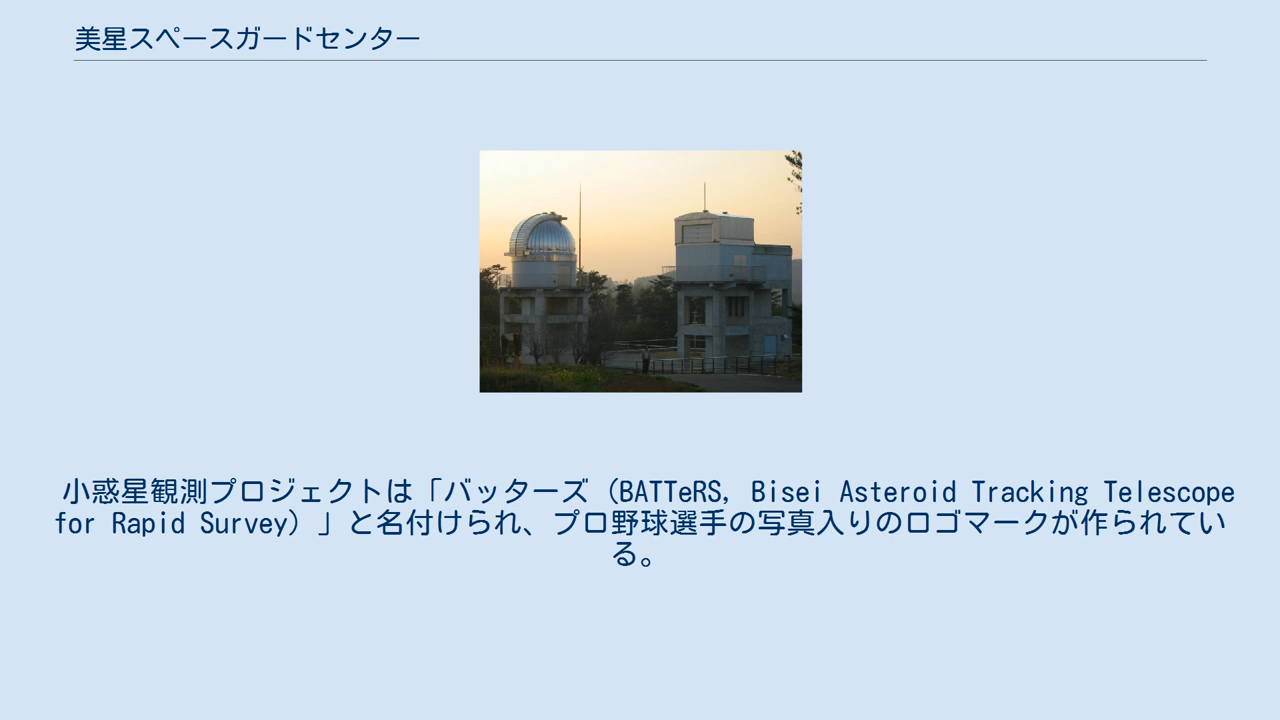 美星スペースガードセンター
小惑星観測プロジェクトは「バッターズ（BATTeRS, Bisei Asteroid Tracking Telescope
for Rapid Survey）」と名付けられ、プロ野球選手の写真入りのロゴマークが作られてい
る。